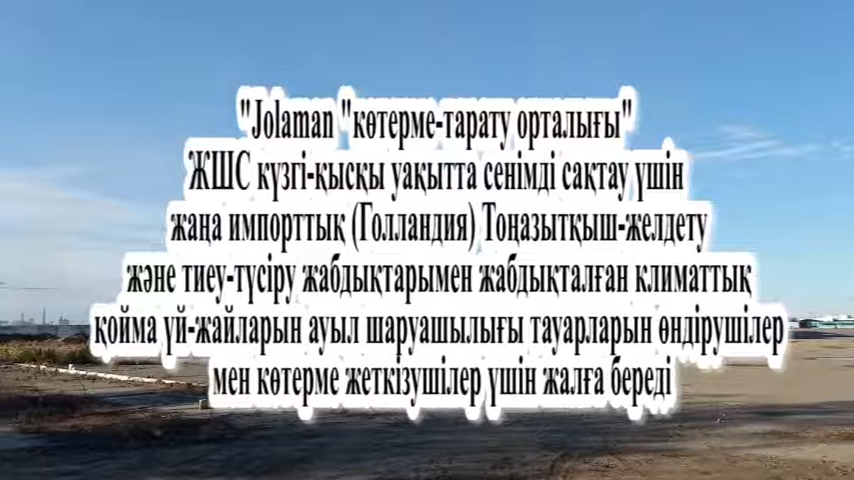 "Jolaman "көтерме-тарату орталығы"
ЖШС күзгі-қысқы уақытта сенімді сақтау үшін
жаңа импорттық (Голландия) Тоңазытқыш-желдету
және тиеу-түсіру жабдықтарымен жабдықталған климаттық
қойма үй-жайларын ауыл шаруашылығы тауарларын өндірушілер
мен көтерме жеткізушілер үшін жалға береді